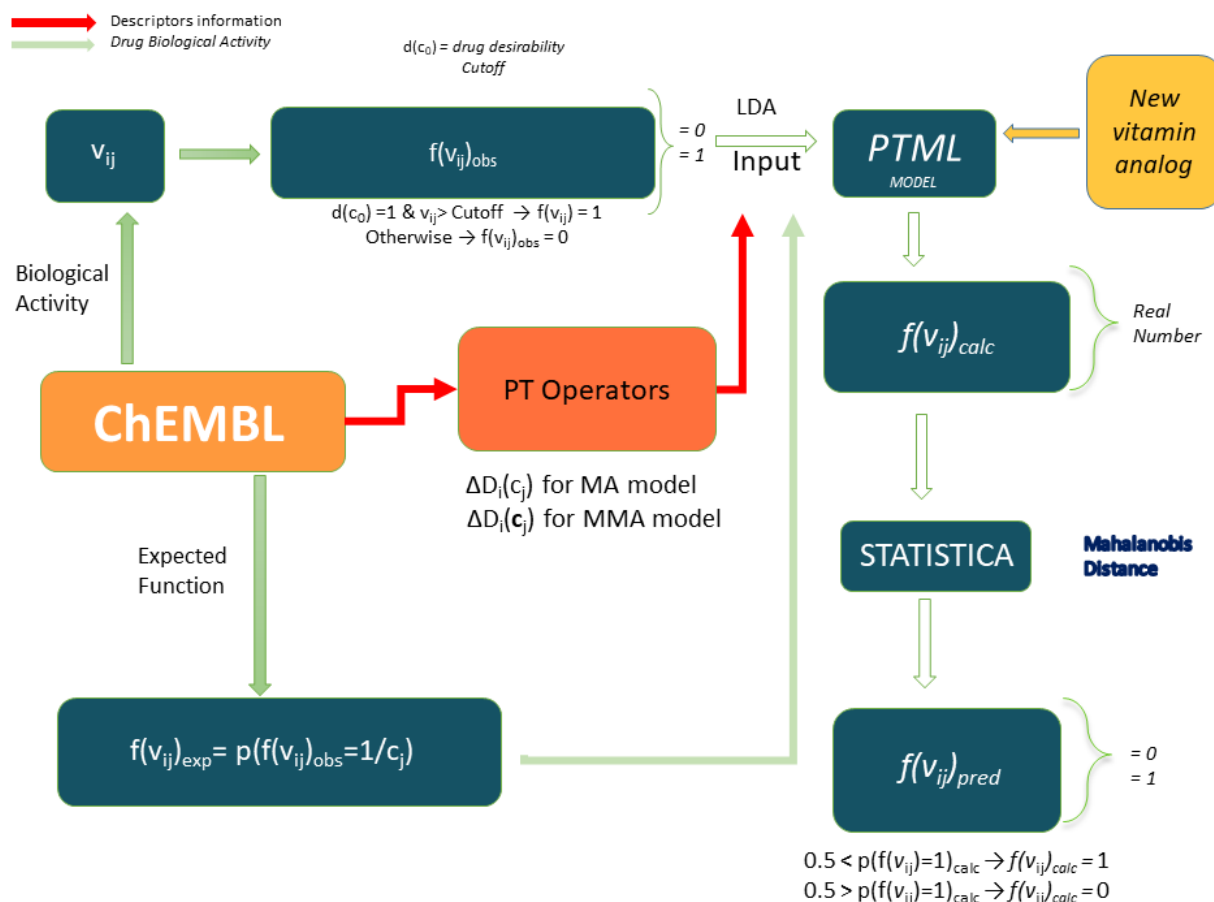 Descriptors information
Drug Biological Activity
d(c₀) = drug desirability
Cutoff
vᵢⱼ
f(vᵢⱼ)obs
= 0
= 1
LDA
Input
PTML
MODEL
New
vitamin
analog
d(c₀) =1 & vᵢⱼ> Cutoff → f(vᵢⱼ) = 1
Otherwise → f(vᵢⱼ)obs = 0
Biological
Activity
f(vᵢⱼ)calc
Real
Number
ChEMBL
PT Operators
ΔDᵢ(cⱼ) for MA model
ΔDᵢ(cⱼ) for MMA model
Expected
Function
STATISTICA
Mahalanobis
Distance
f(vᵢⱼ)exp= p(f(vᵢⱼ)obs=1/cⱼ)
f(vᵢⱼ)pred
= 0
= 1
0.5 < p(f(vᵢⱼ)=1)calc → f(vᵢⱼ)calc = 1
0.5 > p(f(vᵢⱼ)=1)calc → f(vᵢⱼ)calc = 0